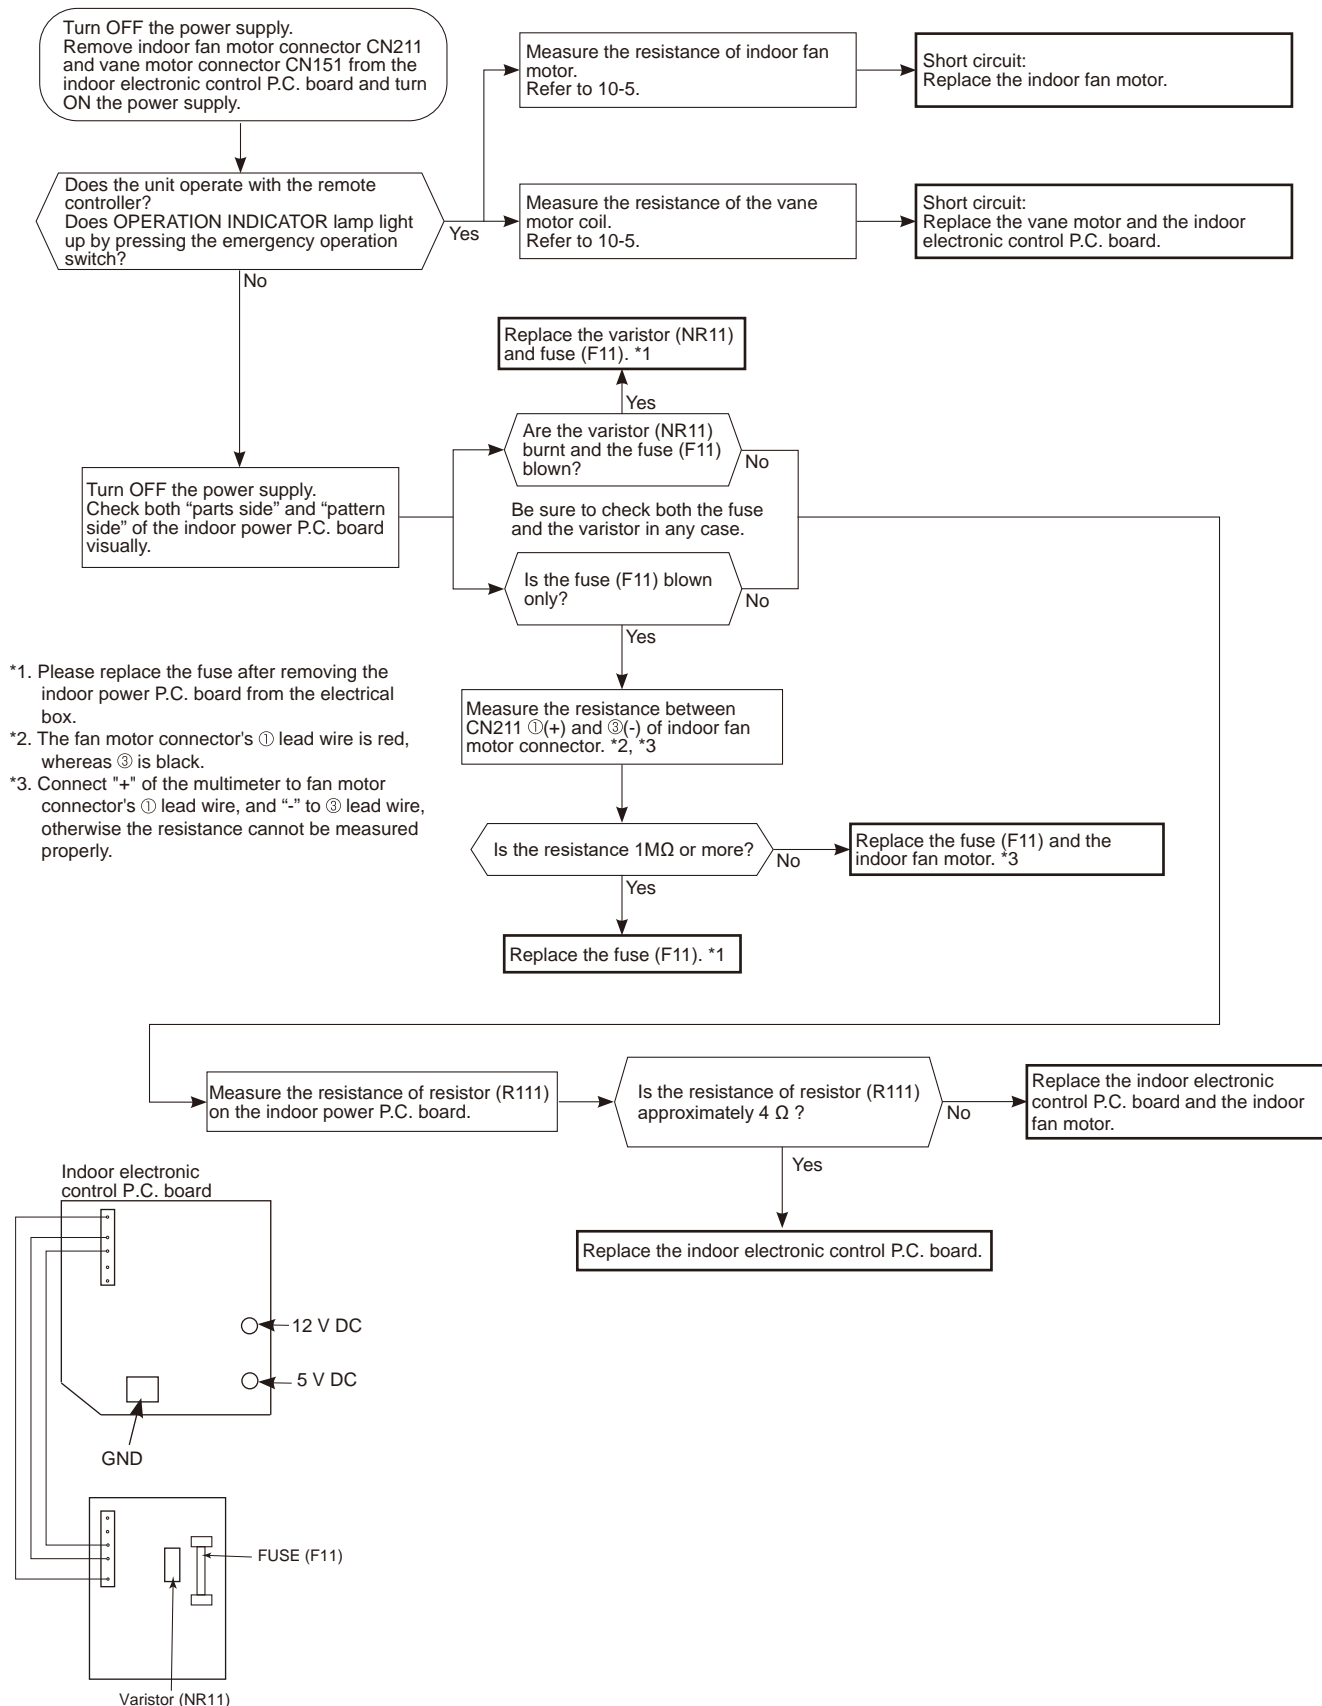 Turn OFF the power supply.
Remove indoor fan motor connector CN211
and vane motor connector CN151 from the
indoor electronic control P.C. board and turn
ON the power supply.
Measure the resistance of indoor fan
motor.
Refer to 10-5.
Short circuit:
Replace the indoor fan motor.
Does the unit operate with the remote
controller?
Does OPERATION INDICATOR lamp light
up by pressing the emergency operation
switch?
Yes
Measure the resistance of the vane
motor coil.
Refer to 10-5.
Short circuit:
Replace the vane motor and the indoor
electronic control P.C. board.
No
Replace the varistor (NR11)
and fuse (F11). *1
Yes
Are the varistor (NR11)
burnt and the fuse (F11)
blown?
No
Turn OFF the power supply.
Check both “parts side” and “pattern
side” of the indoor power P.C. board
visually.
Be sure to check both the fuse
and the varistor in any case.
Is the fuse (F11) blown
only?
No
Yes
*1. Please replace the fuse after removing the
indoor power P.C. board from the electrical
box.
*2. The fan motor connector's ① lead wire is red,
whereas ③ is black.
*3. Connect "+" of the multimeter to fan motor
connector's ① lead wire, and “-” to ③ lead wire,
otherwise the resistance cannot be measured
properly.
Measure the resistance between
CN211 ①(+) and ③(-) of indoor fan
motor connector. *2, *3
Is the resistance 1MΩ or more?
No
Replace the fuse (F11) and the
indoor fan motor. *3
Yes
Replace the fuse (F11). *1
Measure the resistance of resistor (R111)
on the indoor power P.C. board.
Is the resistance of resistor (R111)
approximately 4 Ω ?
No
Replace the indoor electronic
control P.C. board and the indoor
fan motor.
Yes
Replace the indoor electronic control P.C. board.
Indoor electronic
control P.C. board
12 V DC
5 V DC
GND
FUSE (F11)
Varistor (NR11)